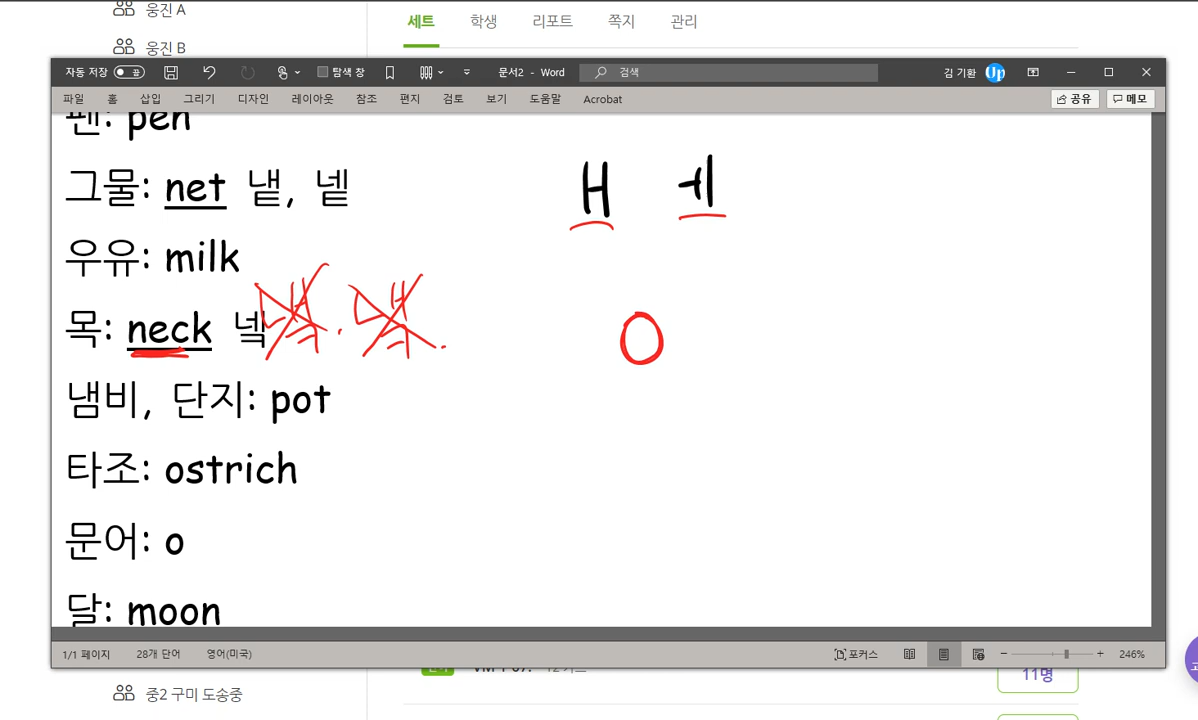 웅진 A
웅진 B
세트 학생 리포트 쪽지 관리
자동 저장 끔 탐색 창 문서2 - Word 검색 김 기환 Up
파일 홈 삽입 그리기 디자인 레이아웃 참조 편지 검토 보기 도움말 Acrobat 공유 메모
펜: pen
그물: net 낻, 넫
ㅐ ㅔ
우유: milk
목: neck 넼
O
냄비, 단지: pot
타조: ostrich
문어: o
달: moon
1/1 페이지 28개 단어 영어(미국) 포커스 246%
11명
중2 구미 도송중